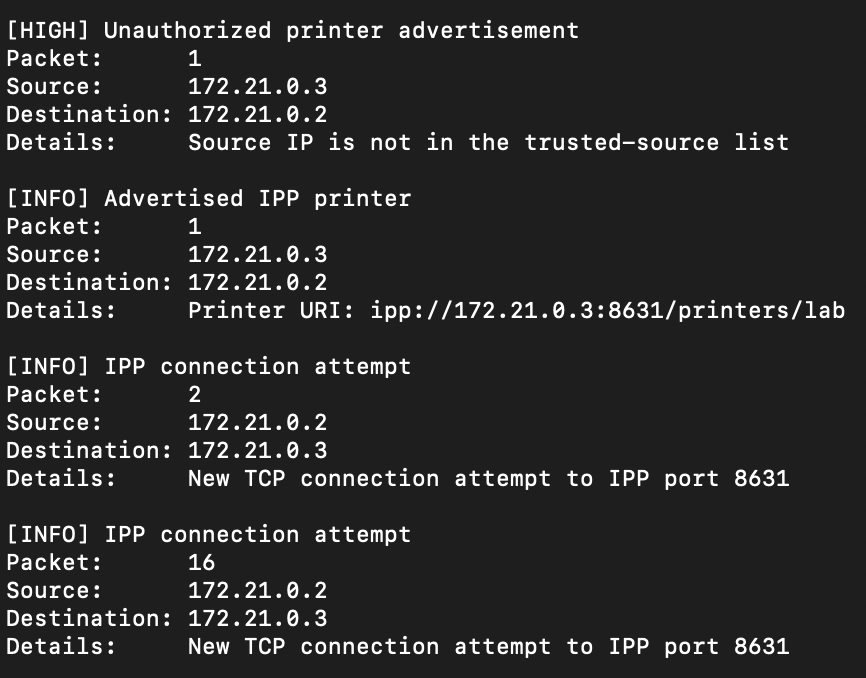 [HIGH] Unauthorized printer advertisement
Packet:      1
Source:      172.21.0.3
Destination: 172.21.0.2
Details:     Source IP is not in the trusted-source list

[INFO] Advertised IPP printer
Packet:      1
Source:      172.21.0.3
Destination: 172.21.0.2
Details:     Printer URI: ipp://172.21.0.3:8631/printers/lab

[INFO] IPP connection attempt
Packet:      2
Source:      172.21.0.2
Destination: 172.21.0.3
Details:     New TCP connection attempt to IPP port 8631

[INFO] IPP connection attempt
Packet:      16
Source:      172.21.0.2
Destination: 172.21.0.3
Details:     New TCP connection attempt to IPP port 8631